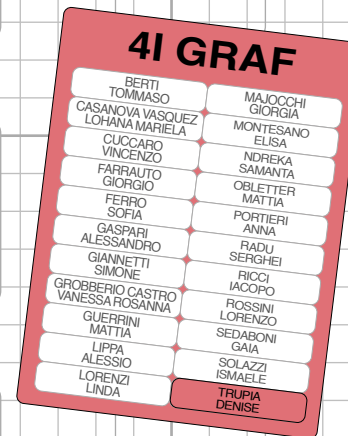 4I GRAF
BERTI
TOMMASO
CASANOVA VASQUEZ
LOHANA MARIELA
CUCCARO
VINCENZO
FARRAUTO
GIORGIO
FERRO
SOFIA
GASPARI
ALESSANDRO
GIANNETTI
SIMONE
GROBBERIO CASTRO
VANESSA ROSANNA
GUERRINI
MATTIA
LIPPA
ALESSIO
LORENZI
LINDA
MAJOCCHI
GIORGIA
MONTESANO
ELISA
NDREKA
SAMANTA
OBLETTER
MATTIA
PORTIERI
ANNA
RADU
SERGHEI
RICCI
IACOPO
ROSSINI
LORENZO
SEDABONI
GAIA
SOLAZZI
ISMAELE
TRUPIA
DENISE